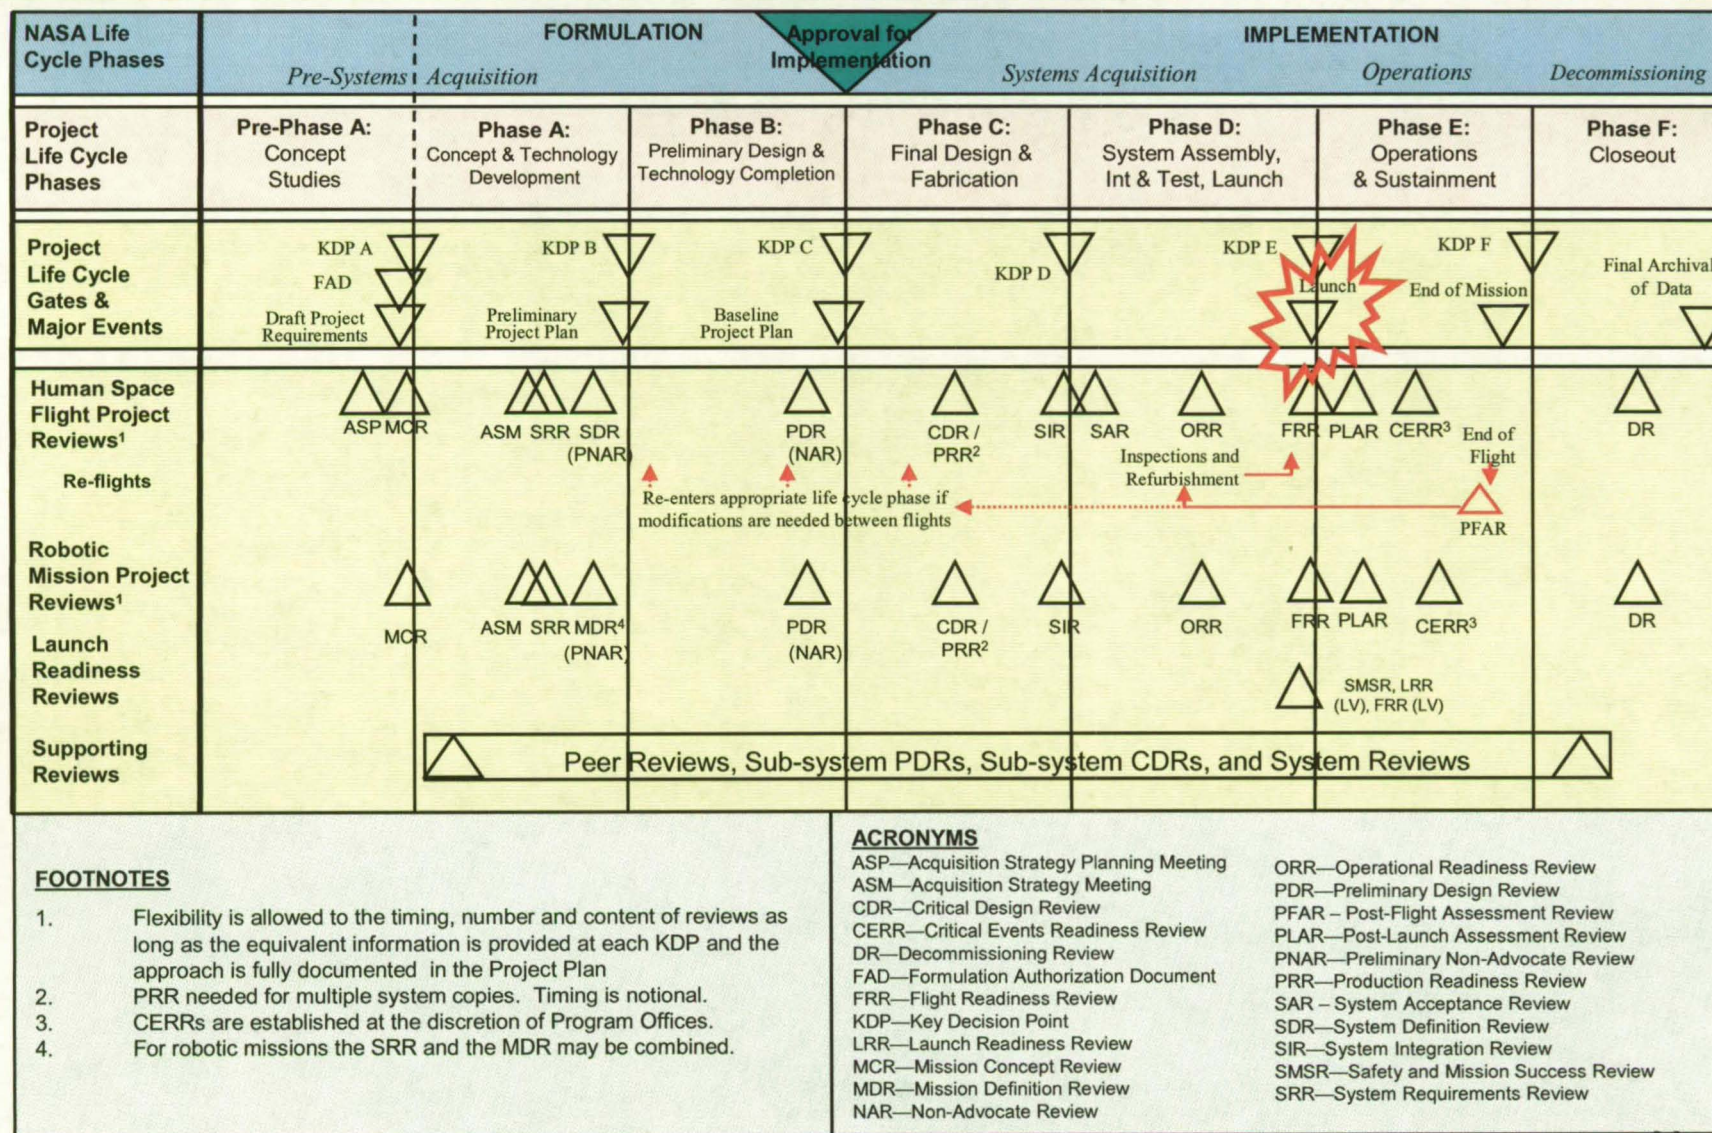 NASA Life
Cycle Phases
FORMULATION
Approval for
Implementation
IMPLEMENTATION
Pre-Systems Acquisition
Systems Acquisition
Operations
Decommissioning
Project
Life Cycle
Phases
Pre-Phase A:
Concept
Studies
Phase A:
Concept & Technology
Development
Phase B:
Preliminary Design &
Technology Completion
Phase C:
Final Design &
Fabrication
Phase D:
System Assembly,
Int & Test, Launch
Phase E:
Operations
& Sustainment
Phase F:
Closeout
Project
Life Cycle
Gates &
Major Events
KDP A
FAD
Draft Project
Requirements
KDP B
Preliminary
Project Plan
KDP C
Baseline
Project Plan
KDP D
KDP E
Launch
KDP F
End of Mission
Final Archival
of Data
Human Space
Flight Project
Reviews¹
ASP MCR
ASM SRR SDR
(PNAR)
PDR
(NAR)
CDR /
PRR²
SIR
SAR
ORR
FRR
PLAR
CERR³
DR
Re-flights
Re-enters appropriate life cycle phase if
modifications are needed between flights
Inspections and
Refurbishment
End of
Flight
PFAR
Robotic
Mission Project
Reviews¹
MCR
ASM SRR MDR⁴
(PNAR)
PDR
(NAR)
CDR /
PRR²
SIR
ORR
FRR
PLAR
CERR³
DR
Launch
Readiness
Reviews
SMSR, LRR
(LV), FRR (LV)
Supporting
Reviews
Peer Reviews, Sub-system PDRs, Sub-system CDRs, and System Reviews
FOOTNOTES
1. Flexibility is allowed to the timing, number and content of reviews as
long as the equivalent information is provided at each KDP and the
approach is fully documented in the Project Plan
2. PRR needed for multiple system copies. Timing is notional.
3. CERRs are established at the discretion of Program Offices.
4. For robotic missions the SRR and the MDR may be combined.
ACRONYMS
ASP—Acquisition Strategy Planning Meeting
ASM—Acquisition Strategy Meeting
CDR—Critical Design Review
CERR—Critical Events Readiness Review
DR—Decommissioning Review
FAD—Formulation Authorization Document
FRR—Flight Readiness Review
KDP—Key Decision Point
LRR—Launch Readiness Review
MCR—Mission Concept Review
MDR—Mission Definition Review
NAR—Non-Advocate Review
ORR—Operational Readiness Review
PDR—Preliminary Design Review
PFAR – Post-Flight Assessment Review
PLAR—Post-Launch Assessment Review
PNAR—Preliminary Non-Advocate Review
PRR—Production Readiness Review
SAR – System Acceptance Review
SDR—System Definition Review
SIR—System Integration Review
SMSR—Safety and Mission Success Review
SRR—System Requirements Review